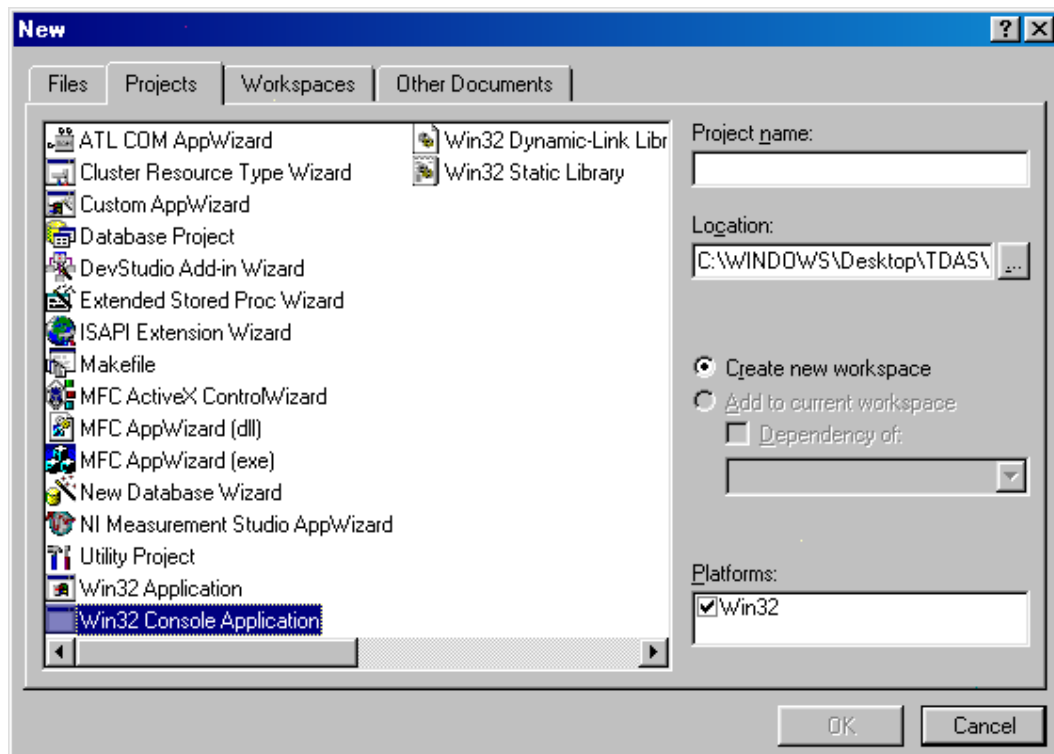 New
Files Projects Workspaces Other Documents
ATL COM AppWizard
Cluster Resource Type Wizard
Custom AppWizard
Database Project
DevStudio Add-in Wizard
Extended Stored Proc Wizard
ISAPI Extension Wizard
Makefile
MFC ActiveX ControlWizard
MFC AppWizard (dll)
MFC AppWizard (exe)
New Database Wizard
NI Measurement Studio AppWizard
Utility Project
Win32 Application
Win32 Console Application
Win32 Dynamic-Link Libr
Win32 Static Library
Project name:
Location:
C:\WINDOWS\Desktop\TDAS\
...
Create new workspace
Add to current workspace
Dependency of:
Platforms:
Win32
OK Cancel